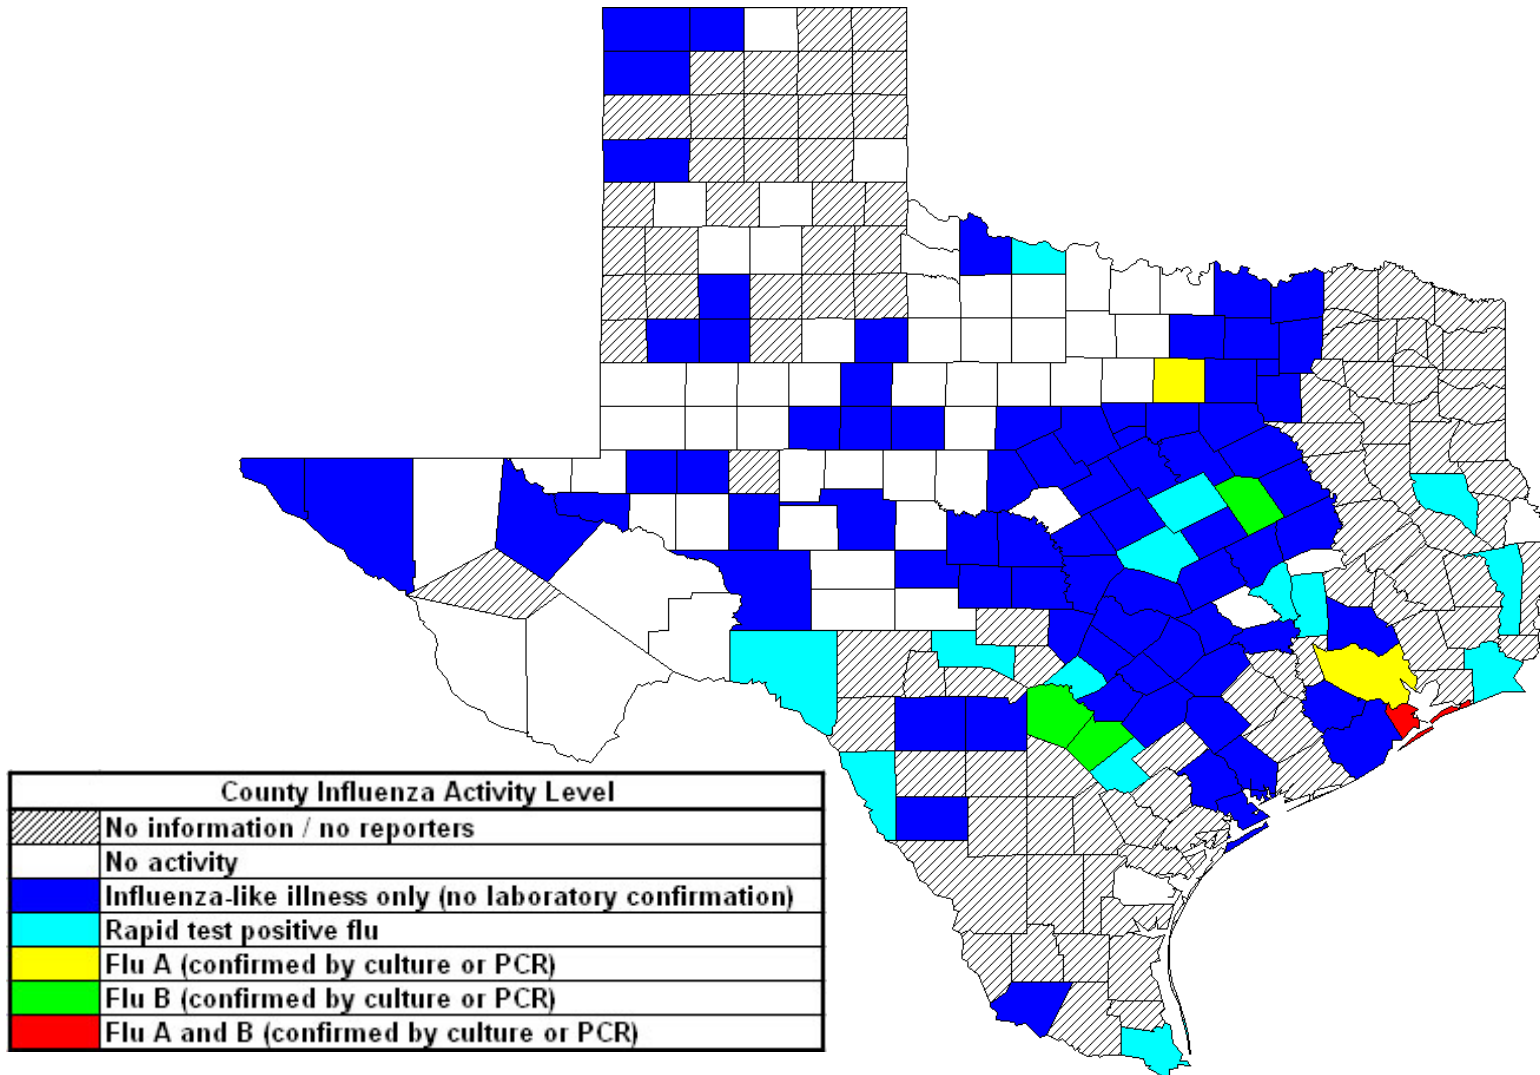 County Influenza Activity Level
No information / no reporters
No activity
Influenza-like illness only (no laboratory confirmation)
Rapid test positive flu
Flu A (confirmed by culture or PCR)
Flu B (confirmed by culture or PCR)
Flu A and B (confirmed by culture or PCR)